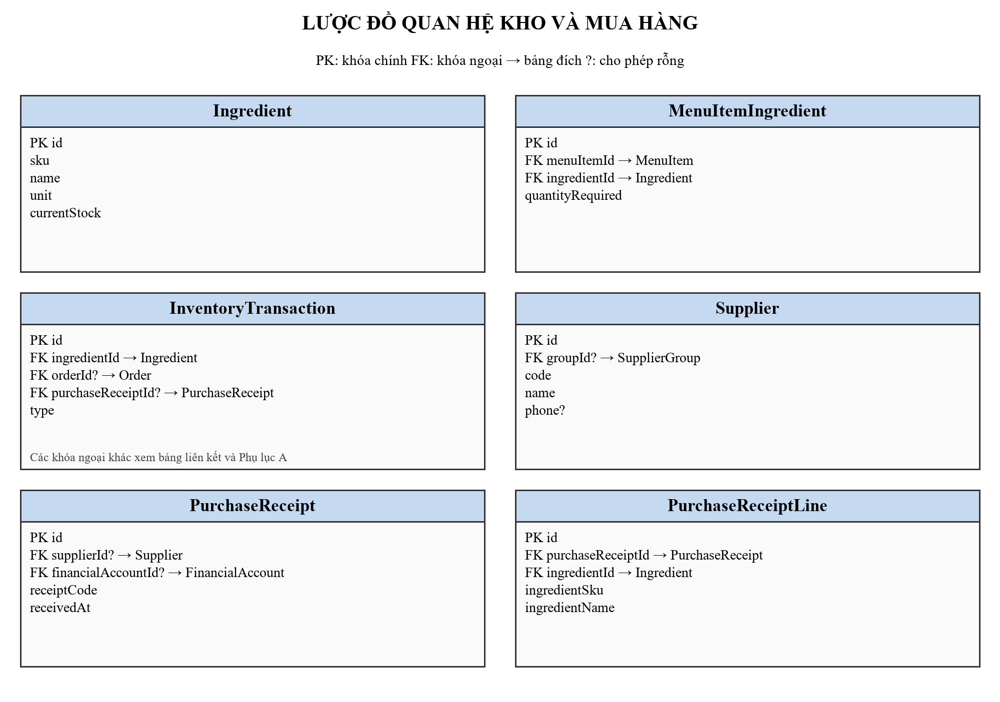 LƯỢC ĐỒ QUAN HỆ KHO VÀ MUA HÀNG
PK: khóa chính FK: khóa ngoại → bảng đích ?: cho phép rỗng
Ingredient
PK id
sku
name
unit
currentStock
MenuItemIngredient
PK id
FK menuItemId → MenuItem
FK ingredientId → Ingredient
quantityRequired
InventoryTransaction
PK id
FK ingredientId → Ingredient
FK orderId? → Order
FK purchaseReceiptId? → PurchaseReceipt
type
Các khóa ngoại khác xem bảng liên kết và Phụ lục A
Supplier
PK id
FK groupId? → SupplierGroup
code
name
phone?
PurchaseReceipt
PK id
FK supplierId? → Supplier
FK financialAccountId? → FinancialAccount
receiptCode
receivedAt
PurchaseReceiptLine
PK id
FK purchaseReceiptId → PurchaseReceipt
FK ingredientId → Ingredient
ingredientSku
ingredientName